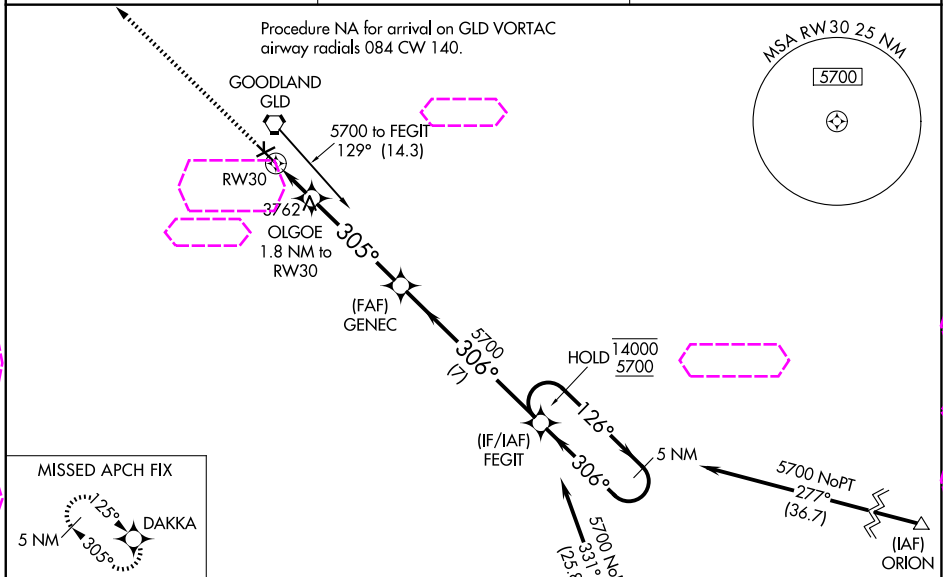 Procedure NA for arrival on GLD VORTAC
airway radials 084 CW 140.
MSA RW30 25 NM
5700
GOODLAND
GLD
5700 to FEGIT
129° (14.3)
RW30
3762
OLGOE
1.8 NM to
RW30
305°
(FAF)
GENEC
5700
306°
(7)
HOLD
14000
5700
126°
(IF/IAF)
FEGIT
306°
5 NM
5700 NoPT
277°
(36.7)
(IAF)
ORION
5700
331°
MISSED APCH FIX
125°
DAKKA
5 NM
305°